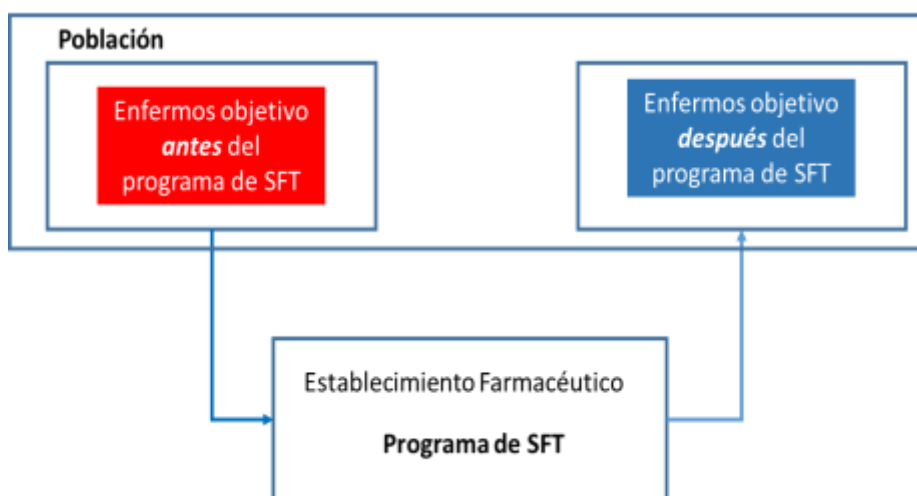 Población
Enfermos objetivo
antes del
programa de SFT
Enfermos objetivo
después del
programa de SFT
Establecimiento Farmacéutico
Programa de SFT